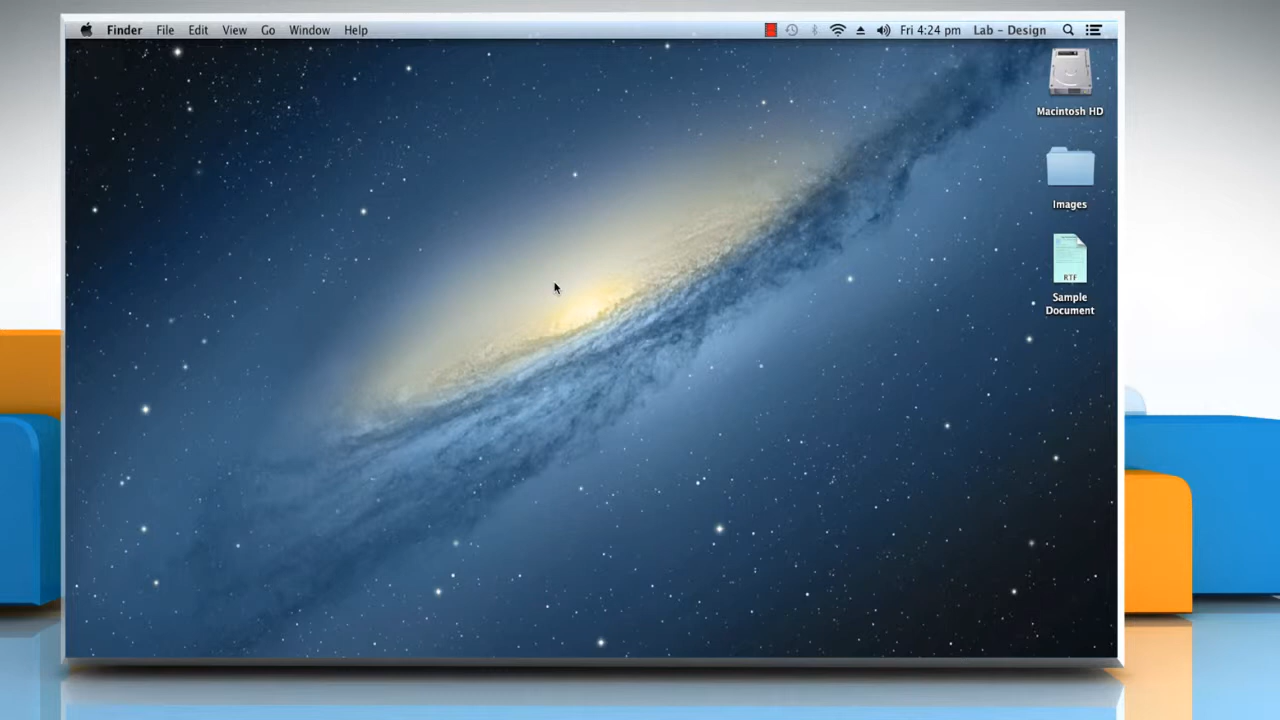 Finder File Edit View Go Window Help Fri 4:24 pm Lab - Design
Macintosh HD
Images
RTF
Sample
Document